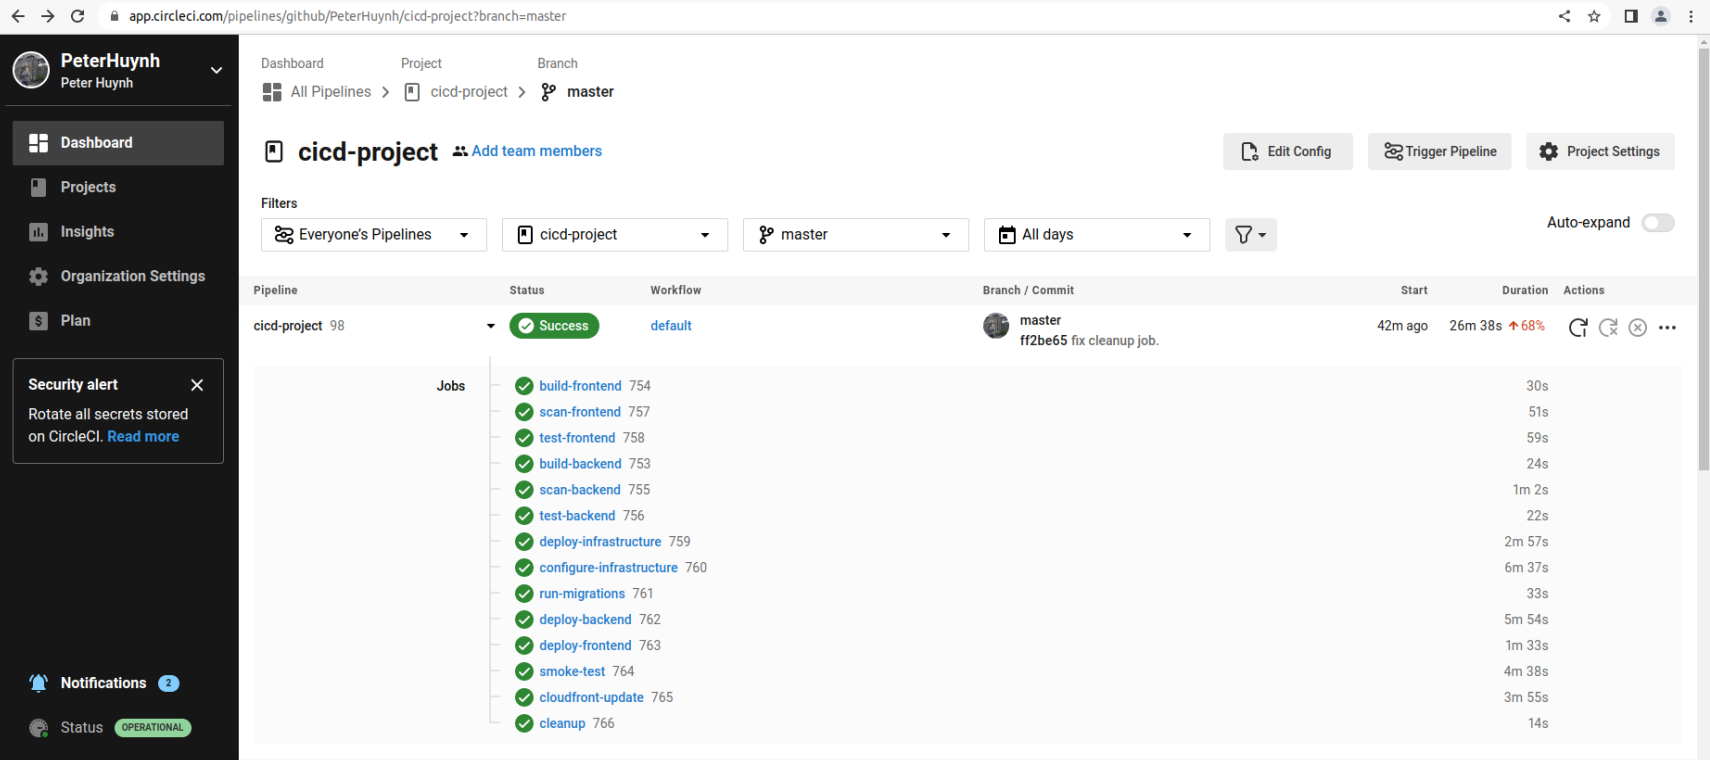 app.circleci.com/pipelines/github/PeterHuynh/cicd-project?branch=master
PeterHuynh
Peter Huynh
Dashboard
Projects
Insights
Organization Settings
Plan
Security alert
Rotate all secrets stored
on CircleCI. Read more
Notifications 2
Status OPERATIONAL
Dashboard Project Branch
All Pipelines cicd-project master
cicd-project Add team members
Edit Config Trigger Pipeline Project Settings
Filters
Everyone’s Pipelines cicd-project master All days
Auto-expand
Pipeline Status Workflow Branch / Commit Start Duration Actions
cicd-project 98 Success default master 42m ago 26m 38s 68%
ff2be65 fix cleanup job.
Jobs
build-frontend 754 30s
scan-frontend 757 51s
test-frontend 758 59s
build-backend 753 24s
scan-backend 755 1m 2s
test-backend 756 22s
deploy-infrastructure 759 2m 57s
configure-infrastructure 760 6m 37s
run-migrations 761 33s
deploy-backend 762 5m 54s
deploy-frontend 763 1m 33s
smoke-test 764 4m 38s
cloudfront-update 765 3m 55s
cleanup 766 14s